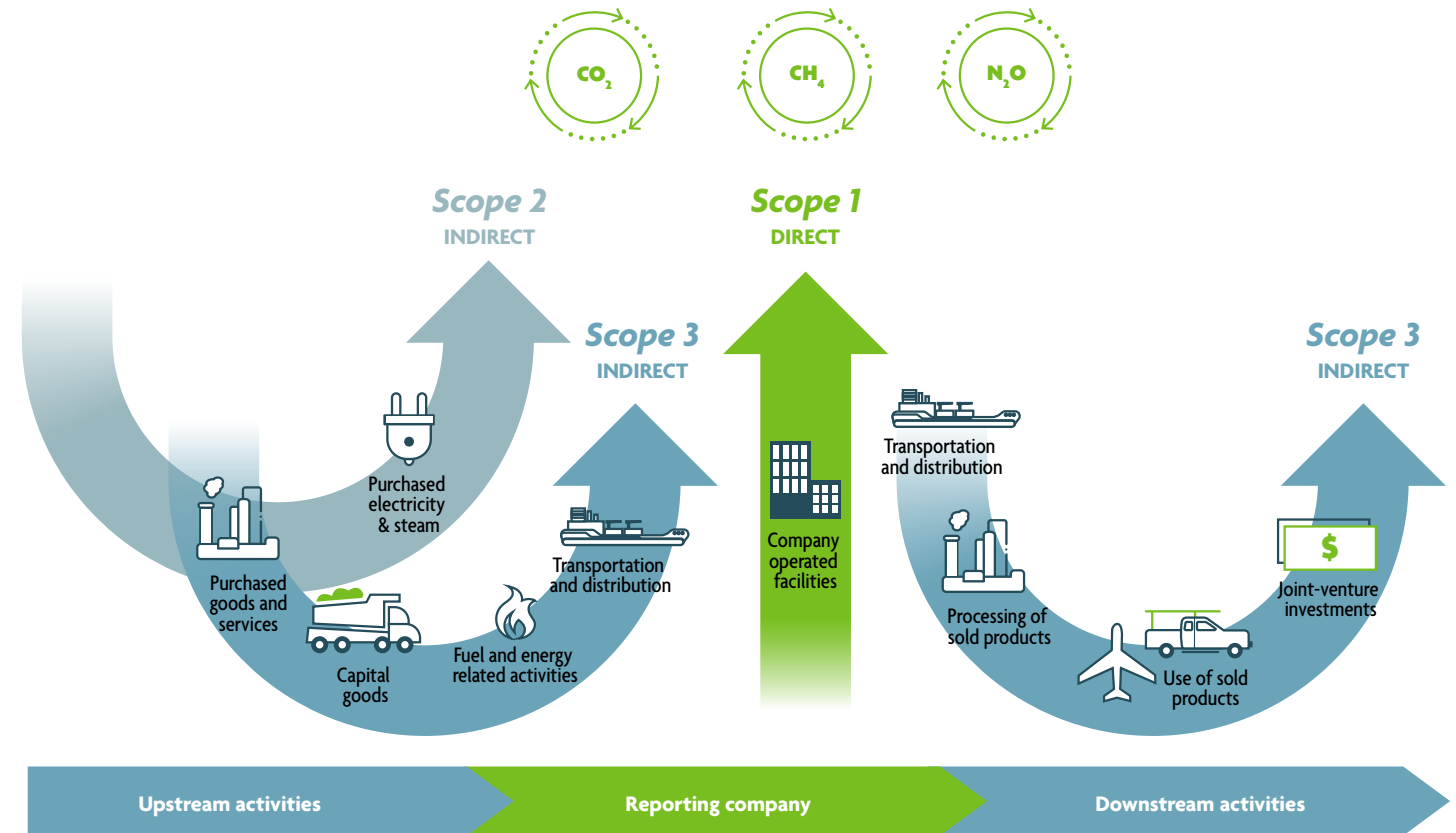 CO₂
CH₄
N₂O
Scope 2
INDIRECT
Scope 1
DIRECT
Scope 3
INDIRECT
Scope 3
INDIRECT
Purchased
electricity
& steam
Purchased
goods and
services
Capital
goods
Fuel and energy
related activities
Transportation
and distribution
Company
operated
facilities
Transportation
and distribution
Processing of
sold products
Use of sold
products
$
Joint-venture
investments
Upstream activities
Reporting company
Downstream activities